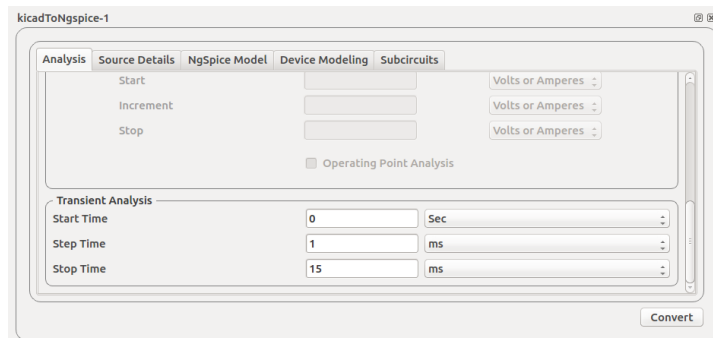 kicadToNgspice-1
Analysis Source Details NgSpice Model Device Modeling Subcircuits
Start Volts or Amperes
Increment Volts or Amperes
Stop Volts or Amperes
Operating Point Analysis
Transient Analysis
Start Time 0 Sec
Step Time 1 ms
Stop Time 15 ms
Convert